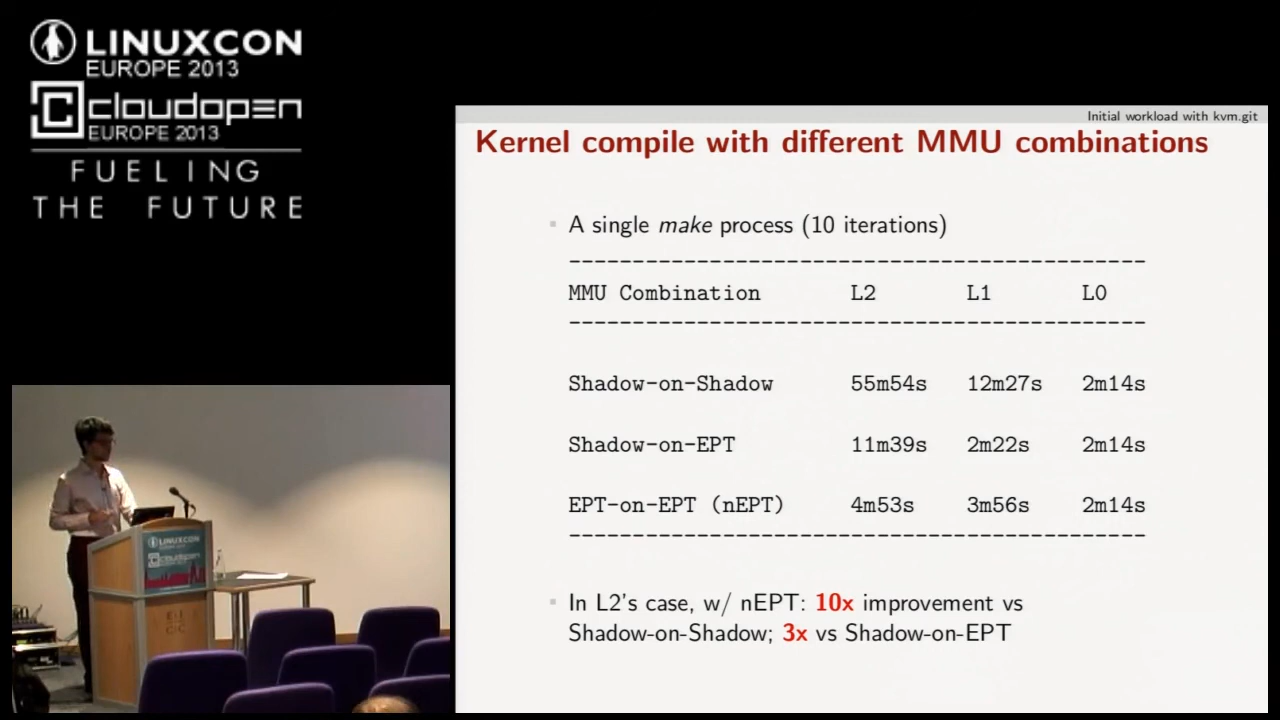 LINUXCON
EUROPE 2013
cloudopen
EUROPE 2013
FUELING
THE FUTURE
Initial workload with kvm.git
Kernel compile with different MMU combinations
A single make process (10 iterations)
MMU Combination L2 L1 L0
Shadow-on-Shadow 55m54s 12m27s 2m14s
Shadow-on-EPT 11m39s 2m22s 2m14s
EPT-on-EPT (nEPT) 4m53s 3m56s 2m14s
In L2's case, w/ nEPT: 10x improvement vs
Shadow-on-Shadow; 3x vs Shadow-on-EPT
LINUXCON
cloudopen